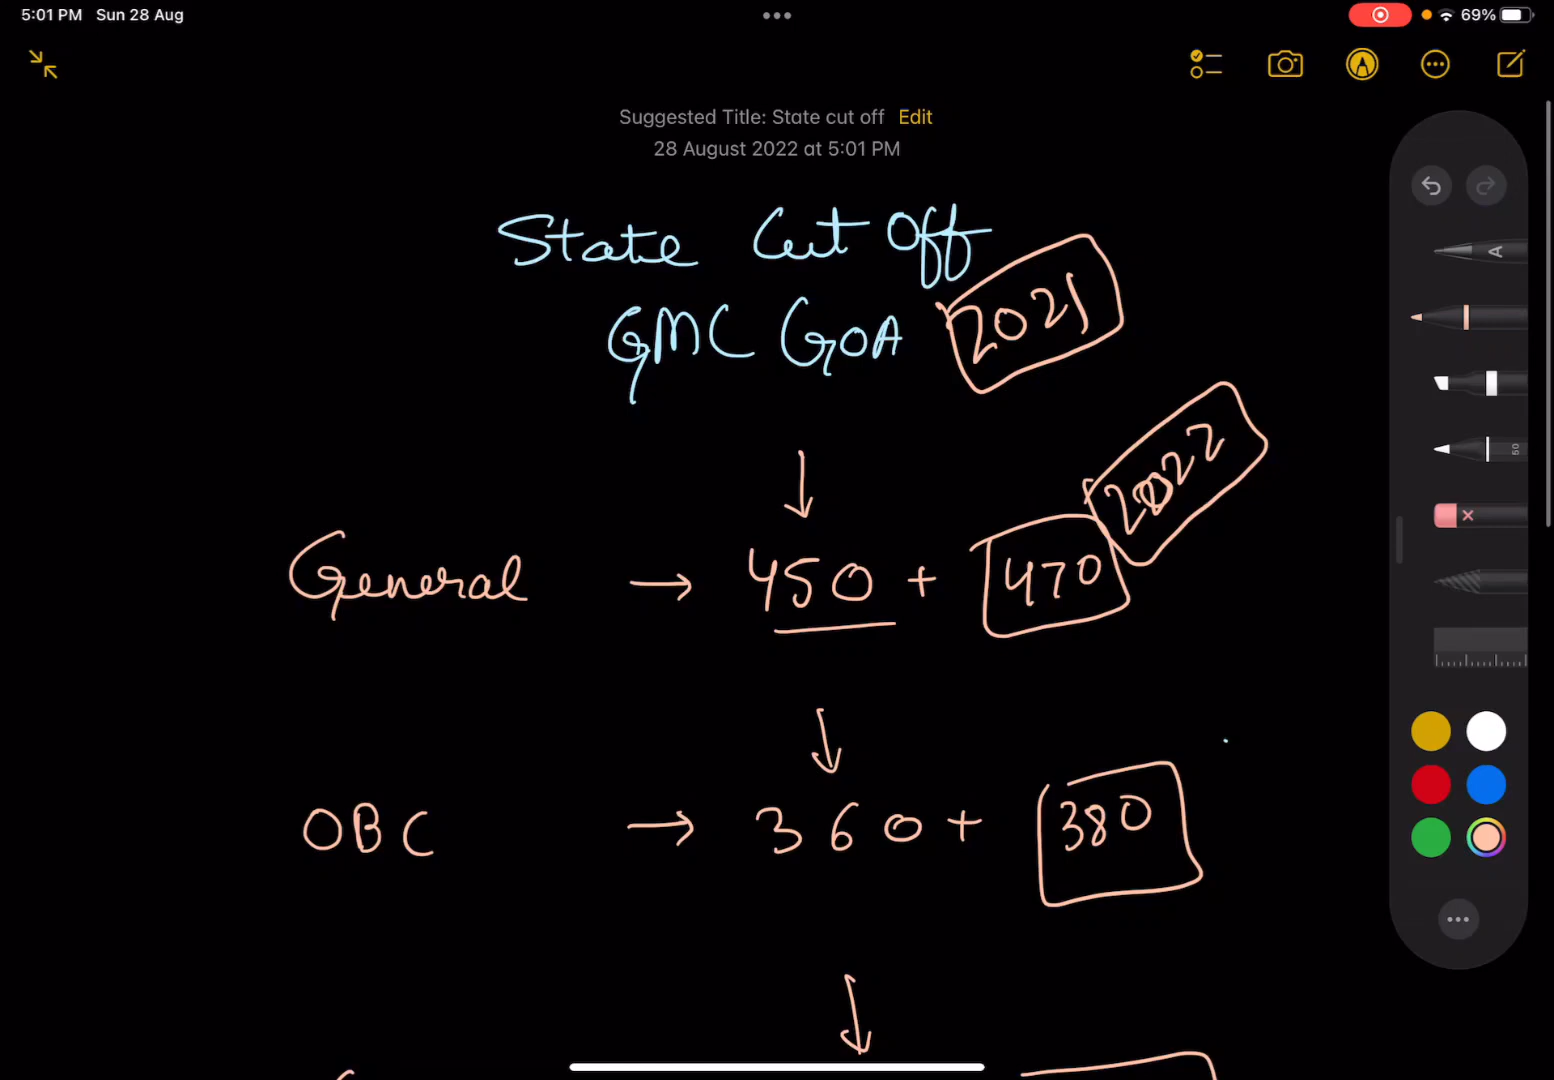 5:01 PM Sun 28 Aug
69%
Suggested Title: State cut off Edit
28 August 2022 at 5:01 PM
State Cut Off
GMC GOA 2021
2022
General → 450 + 470
OBC → 360 + 380
A
50